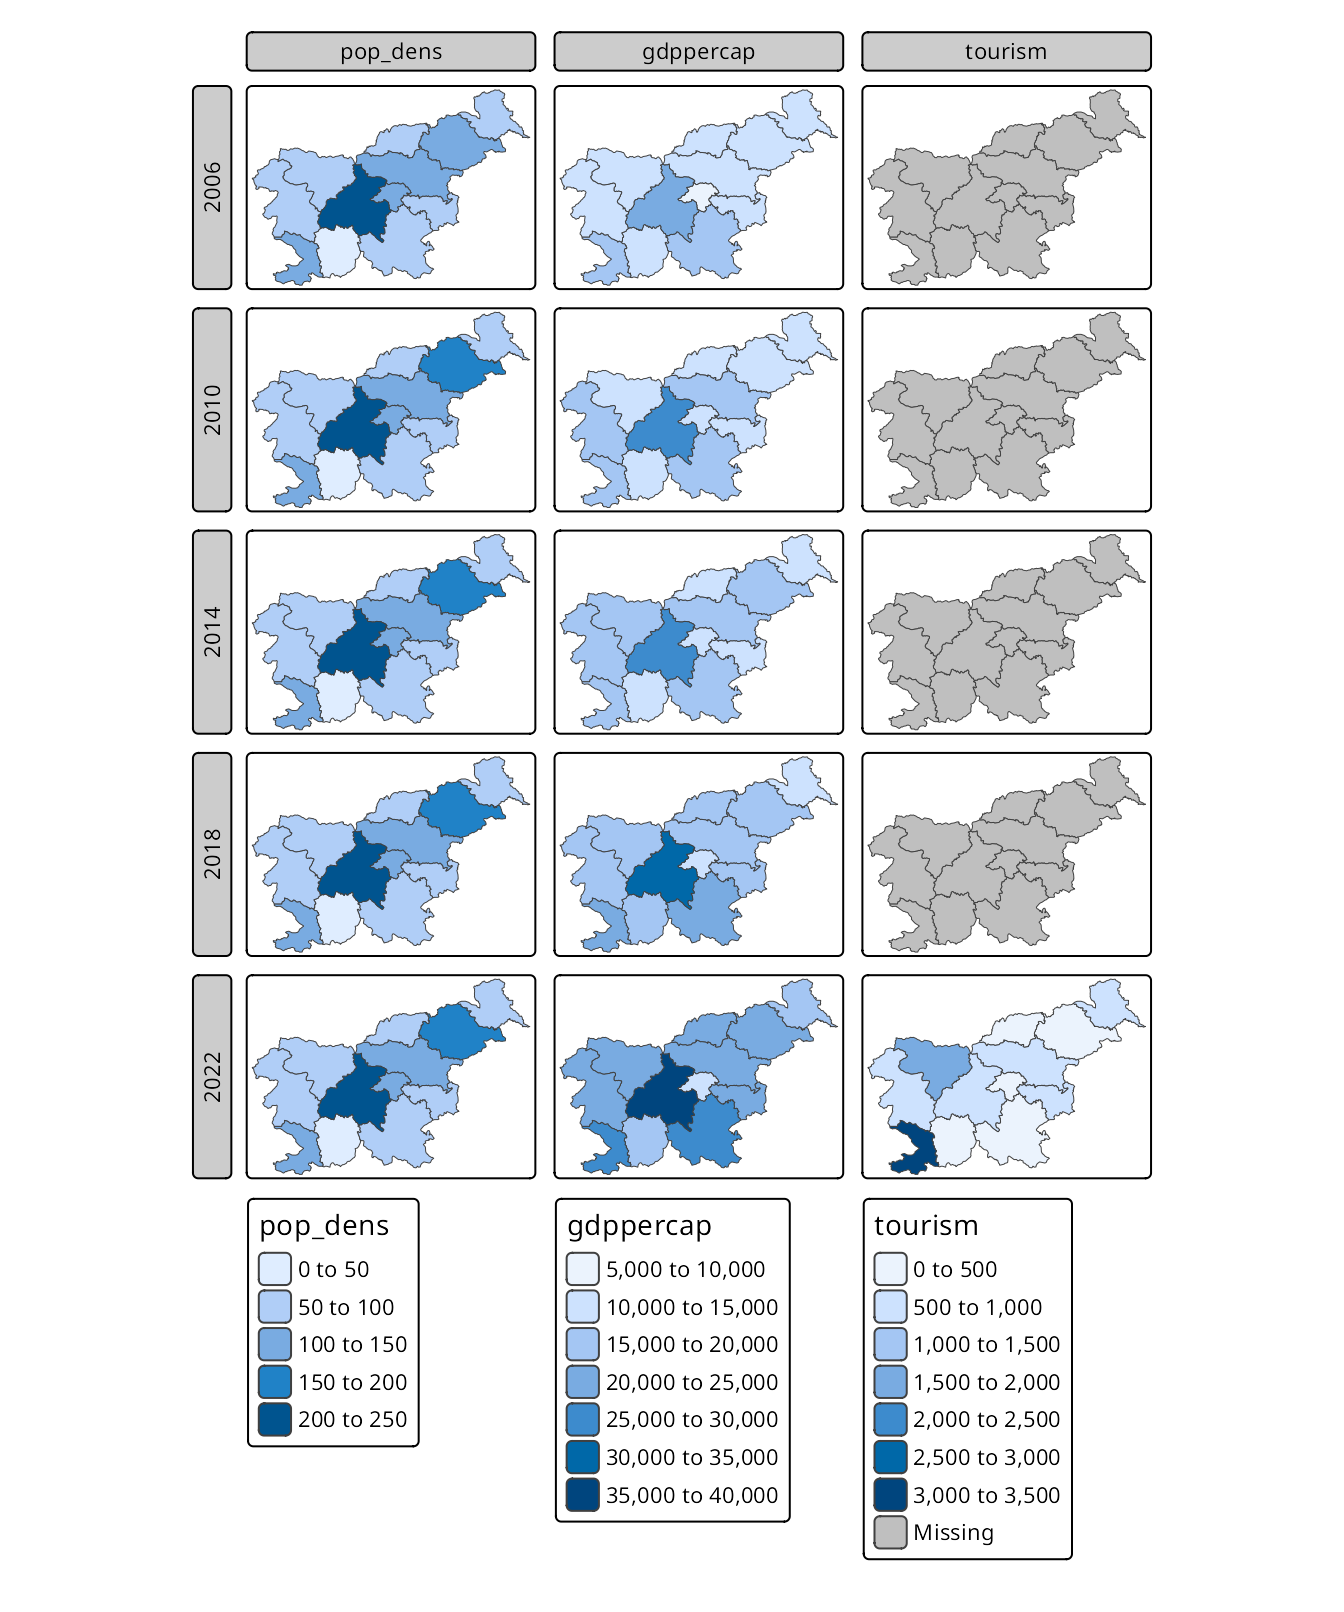 pop_dens
gdppercap
tourism
2006
2010
2014
2018
2022
pop_dens
0 to 50
50 to 100
100 to 150
150 to 200
200 to 250
gdppercap
5,000 to 10,000
10,000 to 15,000
15,000 to 20,000
20,000 to 25,000
25,000 to 30,000
30,000 to 35,000
35,000 to 40,000
tourism
0 to 500
500 to 1,000
1,000 to 1,500
1,500 to 2,000
2,000 to 2,500
2,500 to 3,000
3,000 to 3,500
Missing